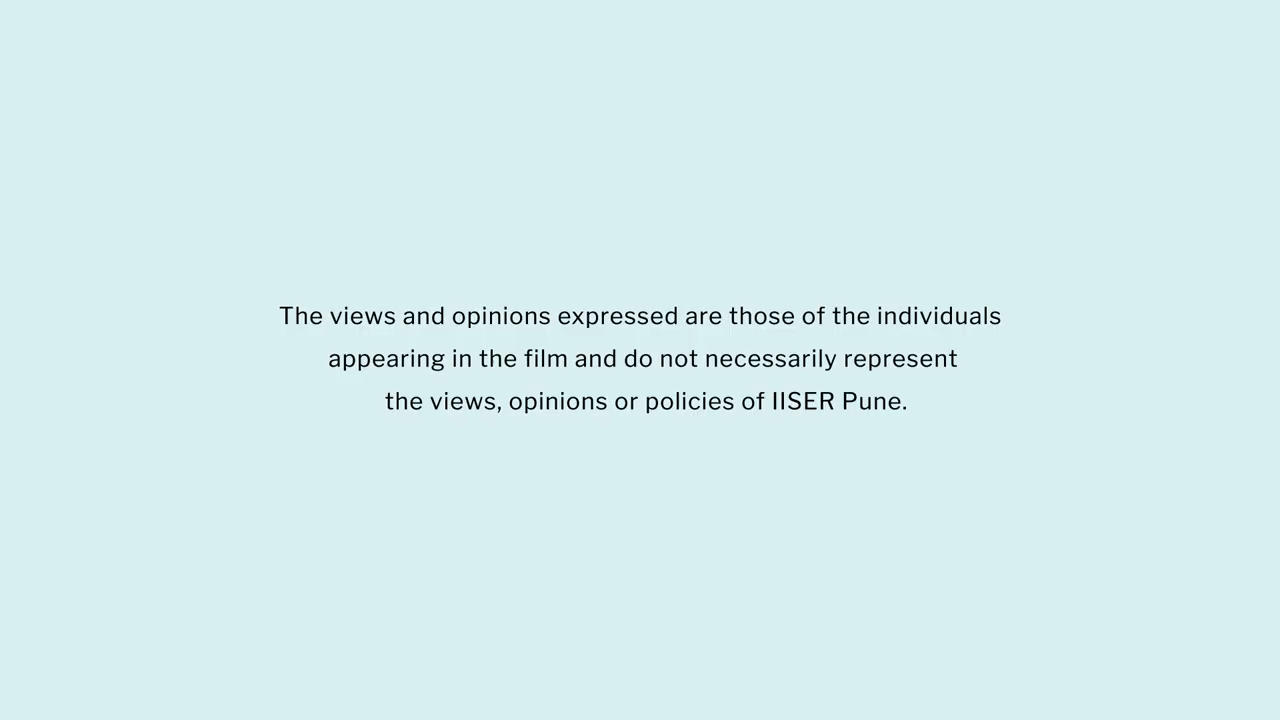 The views and opinions expressed are those of the individuals
appearing in the film and do not necessarily represent
the views, opinions or policies of IISER Pune.